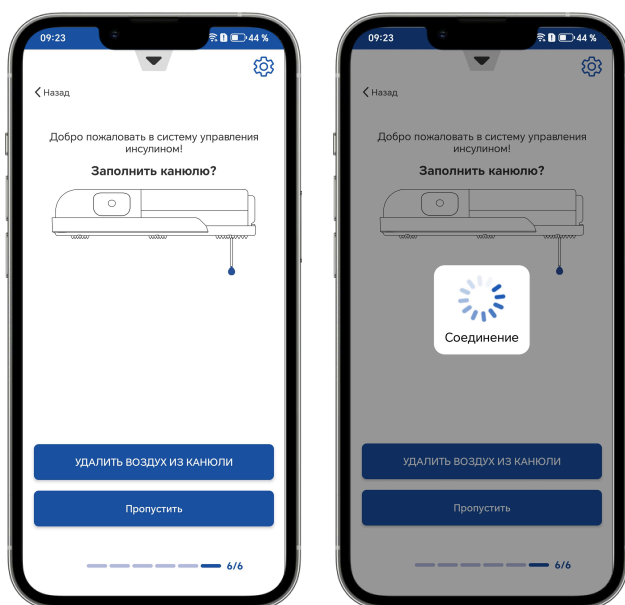 09:23
44 %
Назад
Добро пожаловать в систему управления
инсулином!
Заполнить канюлю?
УДАЛИТЬ ВОЗДУХ ИЗ КАНЮЛИ
Пропустить
6/6
09:23
44 %
Назад
Добро пожаловать в систему управления
инсулином!
Заполнить канюлю?
Соединение
УДАЛИТЬ ВОЗДУХ ИЗ КАНЮЛИ
Пропустить
6/6